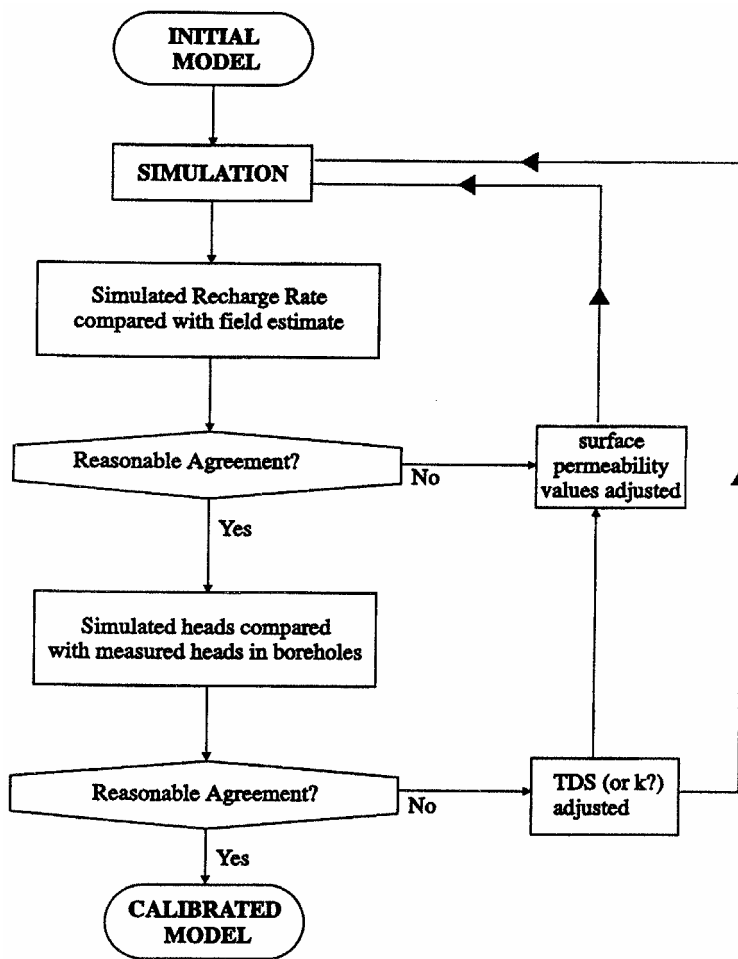 INITIAL
MODEL
SIMULATION
Simulated Recharge Rate
compared with field estimate
Reasonable Agreement?
No
surface
permeability
values adjusted
Yes
Simulated heads compared
with measured heads in boreholes
Reasonable Agreement?
No
TDS (or k?)
adjusted
Yes
CALIBRATED
MODEL